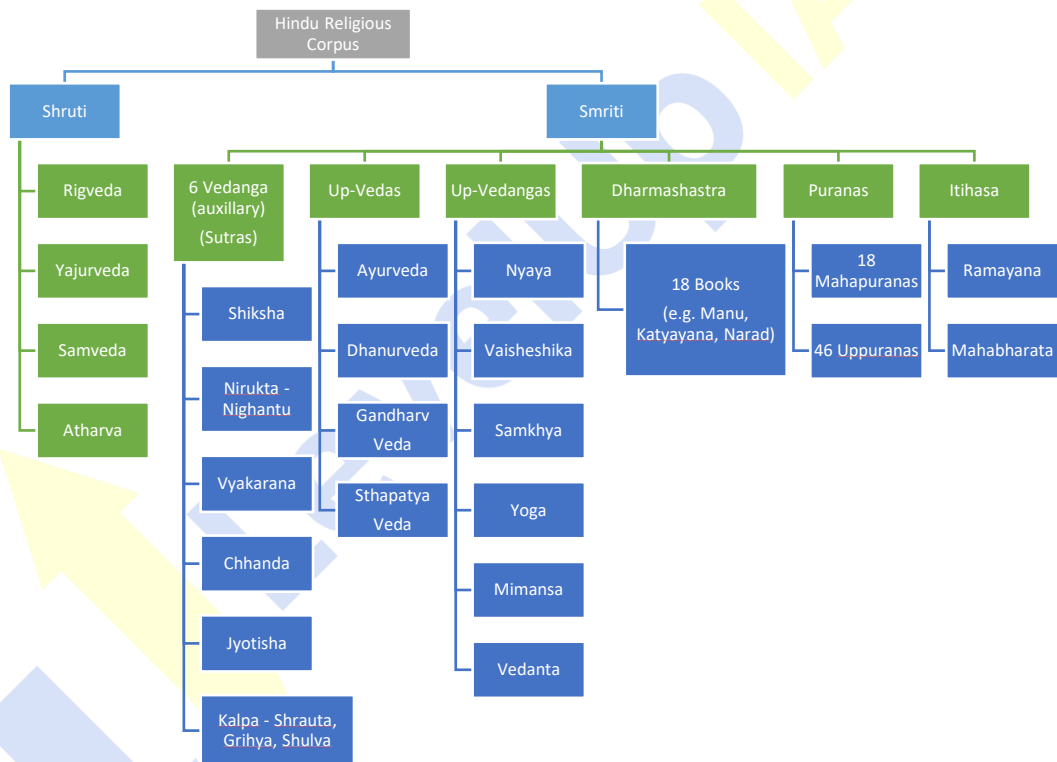 Hindu Religious
Corpus
Shruti
Smriti
Rigveda
Yajurveda
Samveda
Atharva
6 Vedanga
(auxillary)
(Sutras)
Shiksha
Nirukta -
Nighantu
Vyakarana
Chhanda
Jyotisha
Kalpa - Shrauta,
Grihya, Shulva
Up-Vedas
Ayurveda
Dhanurveda
Gandharv
Veda
Sthapatya
Veda
Up-Vedangas
Nyaya
Vaisheshika
Samkhya
Yoga
Mimansa
Vedanta
Dharmashastra
18 Books
(e.g. Manu,
Katyayana, Narad)
Puranas
18
Mahapuranas
46 Uppuranas
Itihasa
Ramayana
Mahabharata